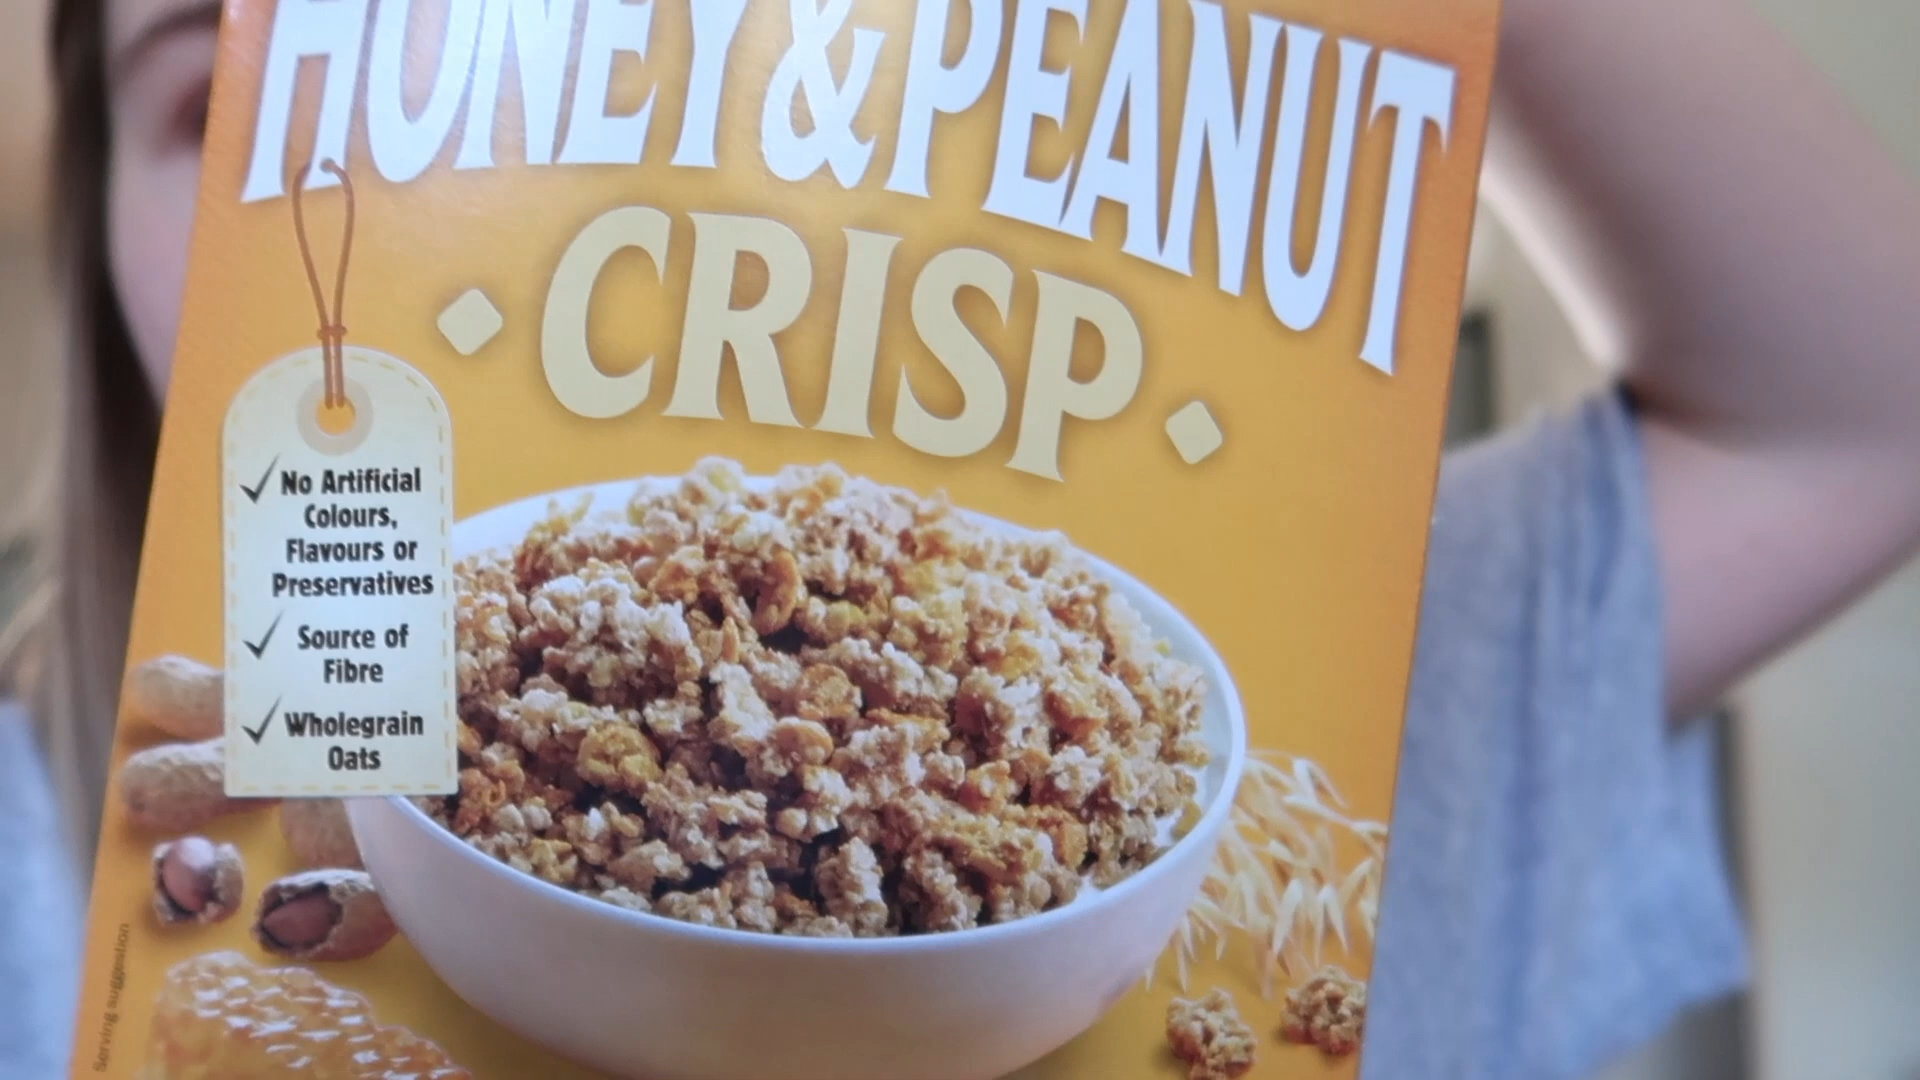 HONEY & PEANUT
CRISP
No Artificial
Colours,
Flavours or
Preservatives
Source of
Fibre
Wholegrain
Oats
Serving suggestion